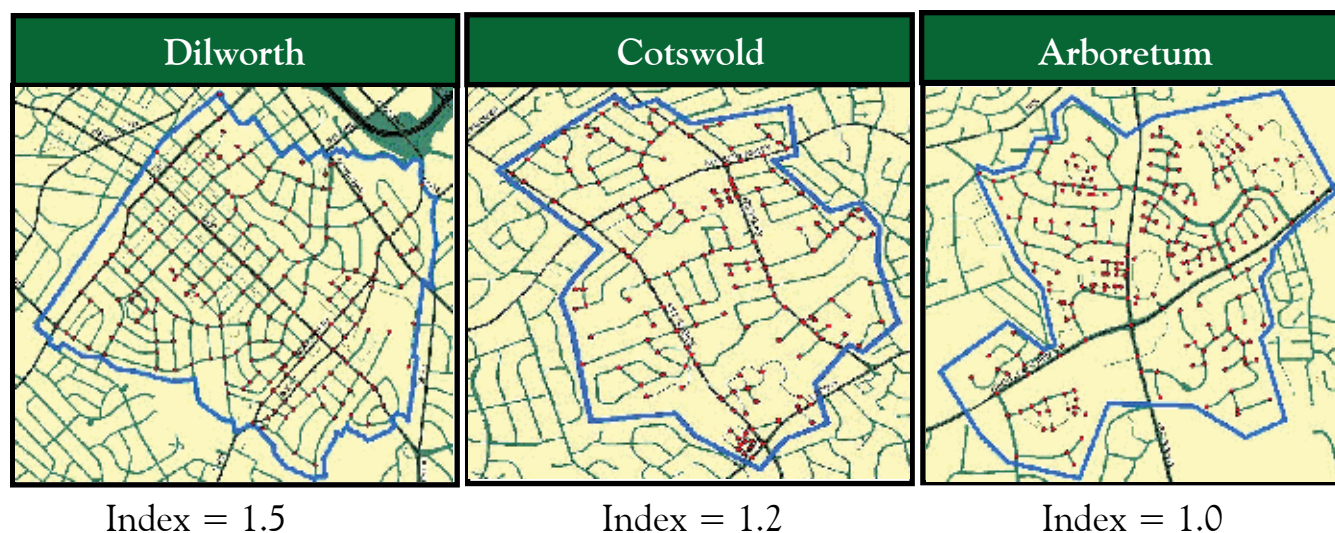 Dilworth
Cotswold
Arboretum
Index = 1.5
Index = 1.2
Index = 1.0